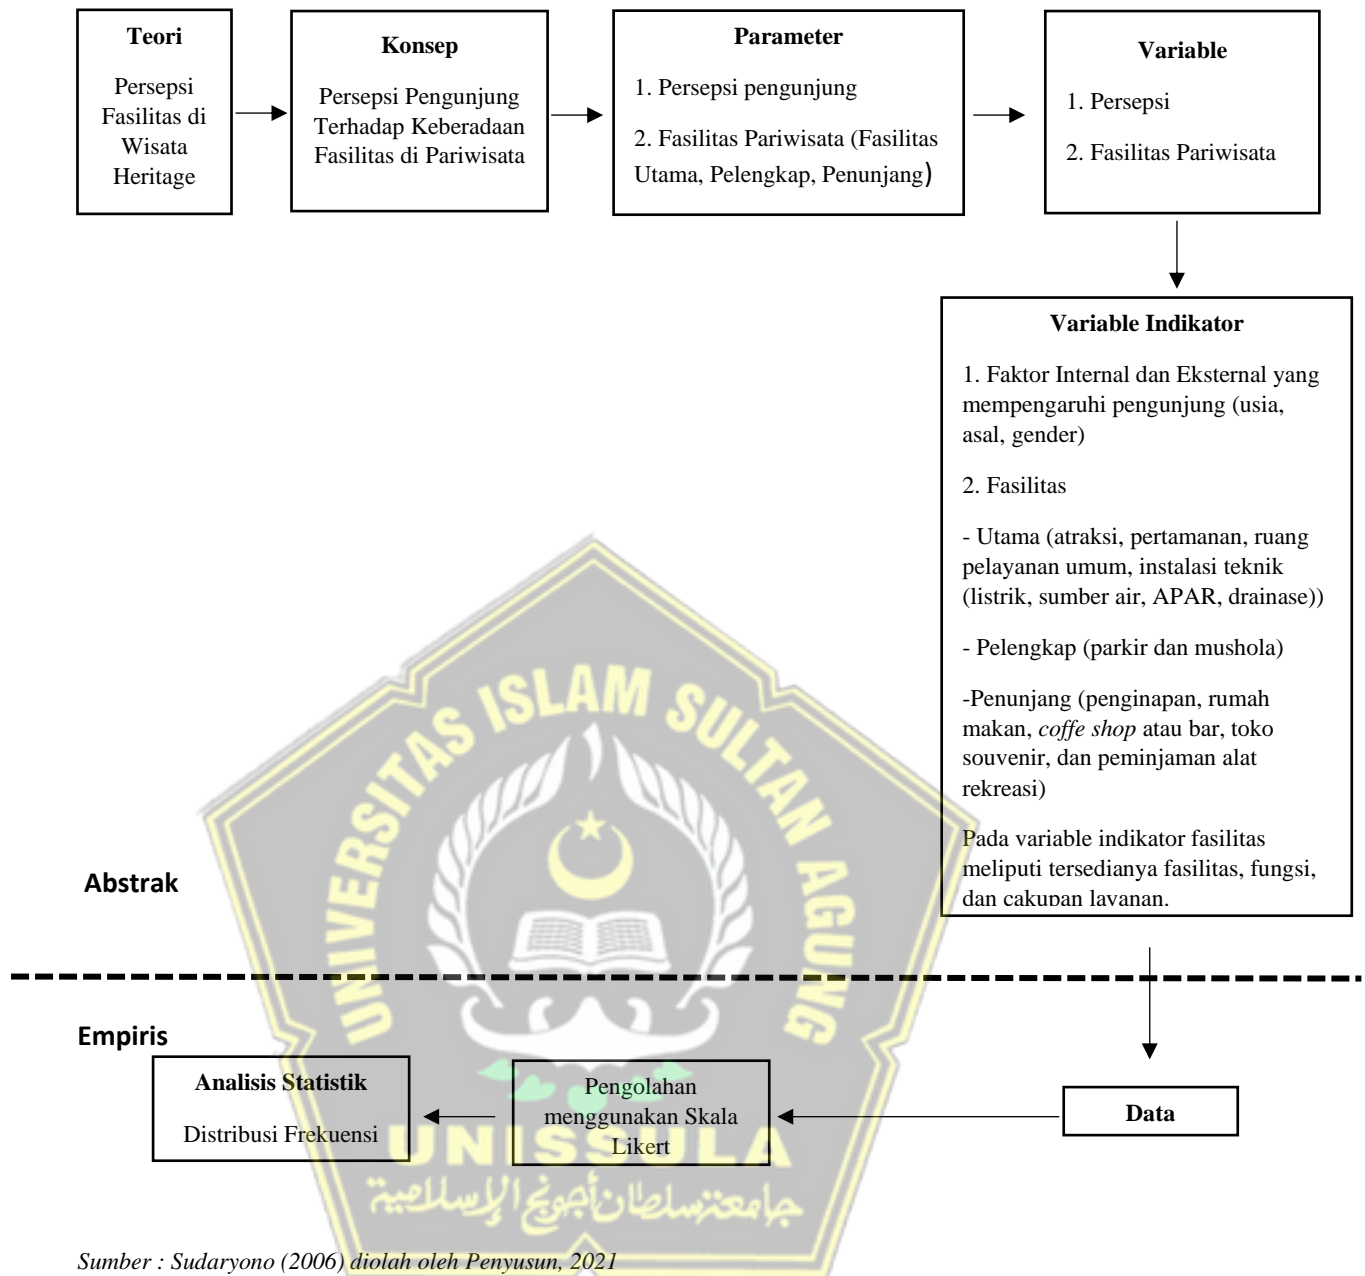 Teori
Persepsi
Fasilitas di
Wisata
Heritage
Konsep
Persepsi Pengunjung
Terhadap Keberadaan
Fasilitas di Pariwisata
Parameter
1. Persepsi pengunjung
2. Fasilitas Pariwisata (Fasilitas
Utama, Pelengkap, Penunjang)
Variable
1. Persepsi
2. Fasilitas Pariwisata
Variable Indikator
1. Faktor Internal dan Eksternal yang
mempengaruhi pengunjung (usia,
asal, gender)
2. Fasilitas
- Utama (atraksi, pertamanan, ruang
pelayanan umum, instalasi teknik
(listrik, sumber air, APAR, drainase))
- Pelengkap (parkir dan mushola)
-Penunjang (penginapan, rumah
makan, coffe shop atau bar, toko
souvenir, dan peminjaman alat
rekreasi)
Pada variable indikator fasilitas
meliputi tersedianya fasilitas, fungsi,
dan cakupan layanan.
Abstrak
Empiris
Analisis Statistik
Distribusi Frekuensi
Pengolahan
menggunakan Skala
Likert
Data
UNIVERSITAS ISLAM SULTAN AGUNG
UNISSULA
جامعة سلطان أجونج الإسلامية
Sumber : Sudaryono (2006) diolah oleh Penyusun, 2021